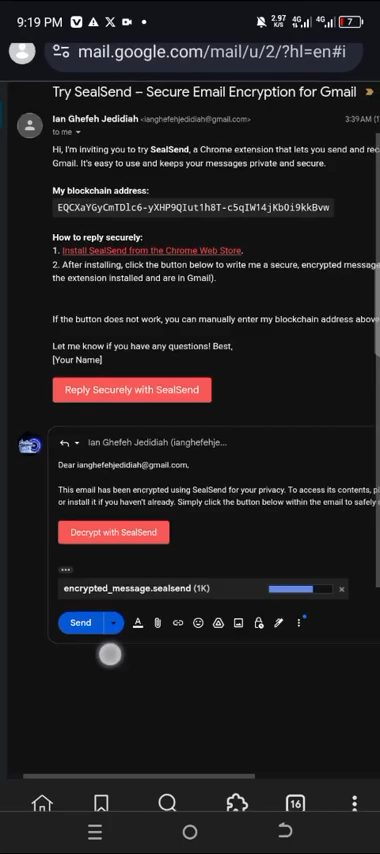 9:19 PM
2.97
K/S
4G
4G
7
mail.google.com/mail/u/2/?hl=en#i
Try SealSend – Secure Email Encryption for Gmail
Ian Ghefeh Jedidiah <ianghefehjedidiah@gmail.com>
3:39 AM (1
to me
Hi, I'm inviting you to try SealSend, a Chrome extension that lets you send and rec
Gmail. It's easy to use and keeps your messages private and secure.
My blockchain address:
EQCXaYGyCmTDlc6-yXHP9QIut1h8T-c5qIW14jKbOi9kkBvw
How to reply securely:
1. Install SealSend from the Chrome Web Store.
2. After installing, click the button below to write me a secure, encrypted message
the extension installed and are in Gmail).
If the button does not work, you can manually enter my blockchain address above
Let me know if you have any questions! Best,
[Your Name]
Reply Securely with SealSend
Ian Ghefeh Jedidiah (ianghefehje...
Dear ianghefehjedidiah@gmail.com,
This email has been encrypted using SealSend for your privacy. To access its contents, pl
or install it if you haven't already. Simply click the button below within the email to safely
Decrypt with SealSend
encrypted_message.sealsend (1K)
Send
16